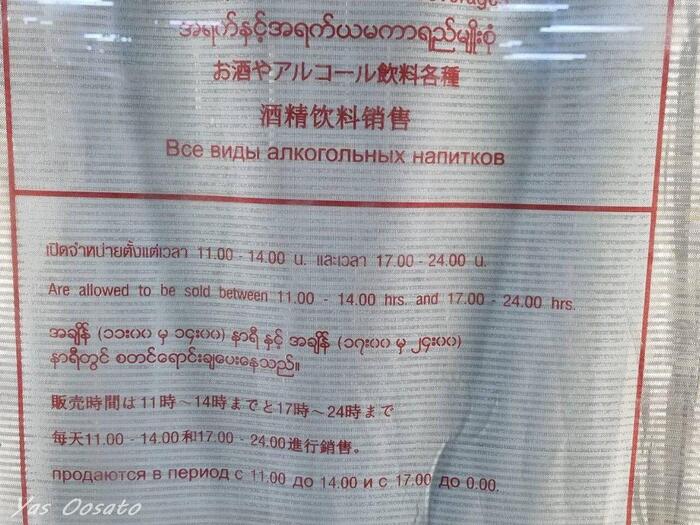 အရက်နှင့်အရက်ယမကာရည်မျိုးစုံ
お酒やアルコール飲料各種
酒精饮料销售
Все виды алкогольных напитков
เปิดจำหน่ายตั้งแต่เวลา 11.00 - 14.00 น. และเวลา 17.00 - 24.00 น.
Are allowed to be sold between 11.00 - 14.00 hrs. and 17.00 - 24.00 hrs.
အချိန် (၁၁း၀၀ မှ ၁၄း၀၀) နာရီ နှင့် အချိန် (၁၇း၀၀ မှ ၂၄း၀၀)
နာရီတွင် စတင်ရောင်းချပေးနေသည်။
販売時間は11時～14時までと17時～24時まで
每天11.00 - 14.00和17.00 - 24.00進行銷售。
продаются в период с 11.00 до 14.00 и с 17.00 до 0.00.
Yas Oosato